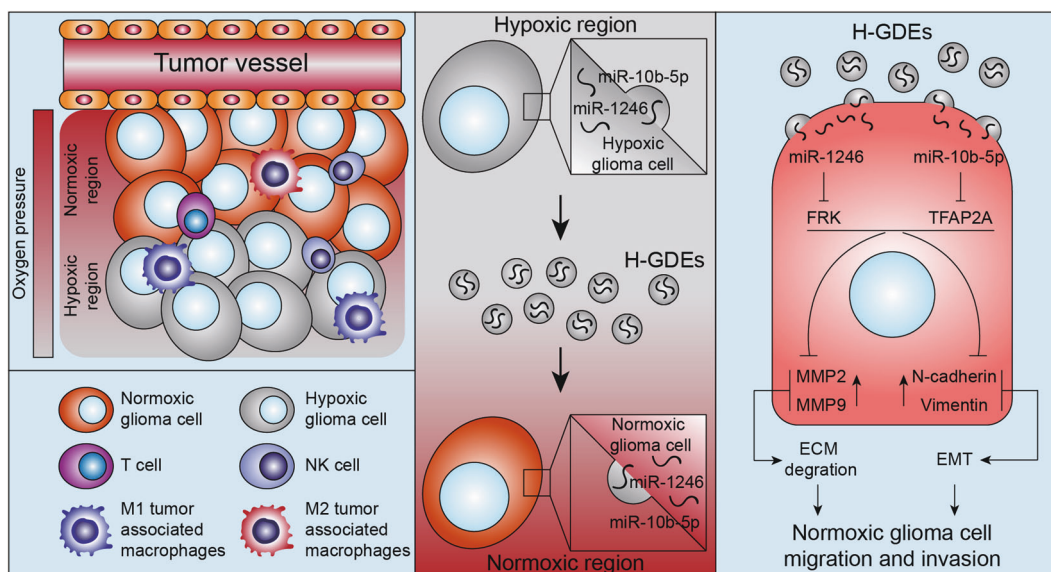 Tumor vessel
Oxygen pressure
Normoxic
region
Hypoxic
region
Normoxic
glioma cell
Hypoxic
glioma cell
T cell
NK cell
M1 tumor
associated
macrophages
M2 tumor
associated
macrophages
Hypoxic region
miR-10b-5p
miR-1246
Hypoxic
glioma cell
H-GDEs
Normoxic
glioma cell
miR-1246
miR-10b-5p
Normoxic region
H-GDEs
miR-1246
miR-10b-5p
FRK
TFAP2A
MMP2
MMP9
N-cadherin
Vimentin
ECM
degration
EMT
Normoxic glioma cell
migration and invasion